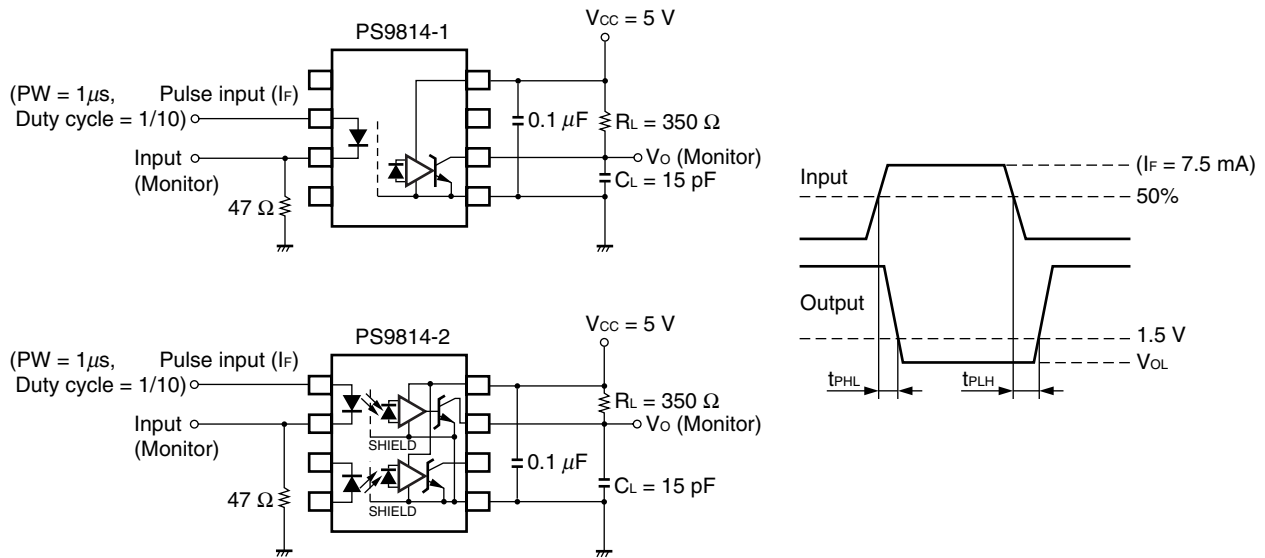 PS9814-1
VCC = 5 V
(PW = 1μs,
Duty cycle = 1/10)
Pulse input (IF)
Input
(Monitor)
47 Ω
0.1 μF
RL = 350 Ω
VO (Monitor)
CL = 15 pF
PS9814-2
VCC = 5 V
(PW = 1μs,
Duty cycle = 1/10)
Pulse input (IF)
Input
(Monitor)
47 Ω
SHIELD
SHIELD
0.1 μF
RL = 350 Ω
VO (Monitor)
CL = 15 pF
Input
(IF = 7.5 mA)
50%
Output
1.5 V
VOL
tPHL
tPLH